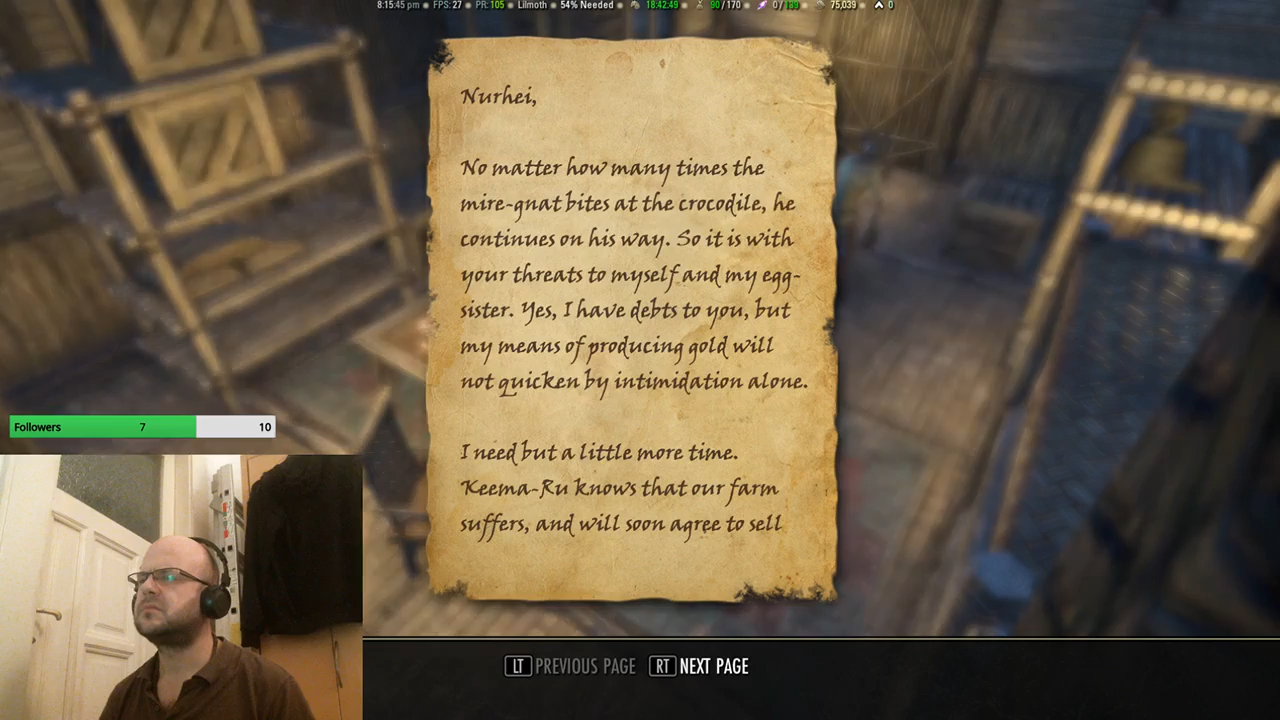 8:15:45 pm FPS: 27 PR: 105 Lilmoth 54% Needed 18:42:49 90/170 0/189 75,039 0
Nurhei,
No matter how many times the
mire-gnat bites at the crocodile, he
continues on his way. So it is with
your threats to myself and my egg-
sister. Yes, I have debts to you, but
my means of producing gold will
not quicken by intimidation alone.
I need but a little more time.
Keema-Ru knows that our farm
suffers, and will soon agree to sell
Followers 7 10
LT PREVIOUS PAGE RT NEXT PAGE